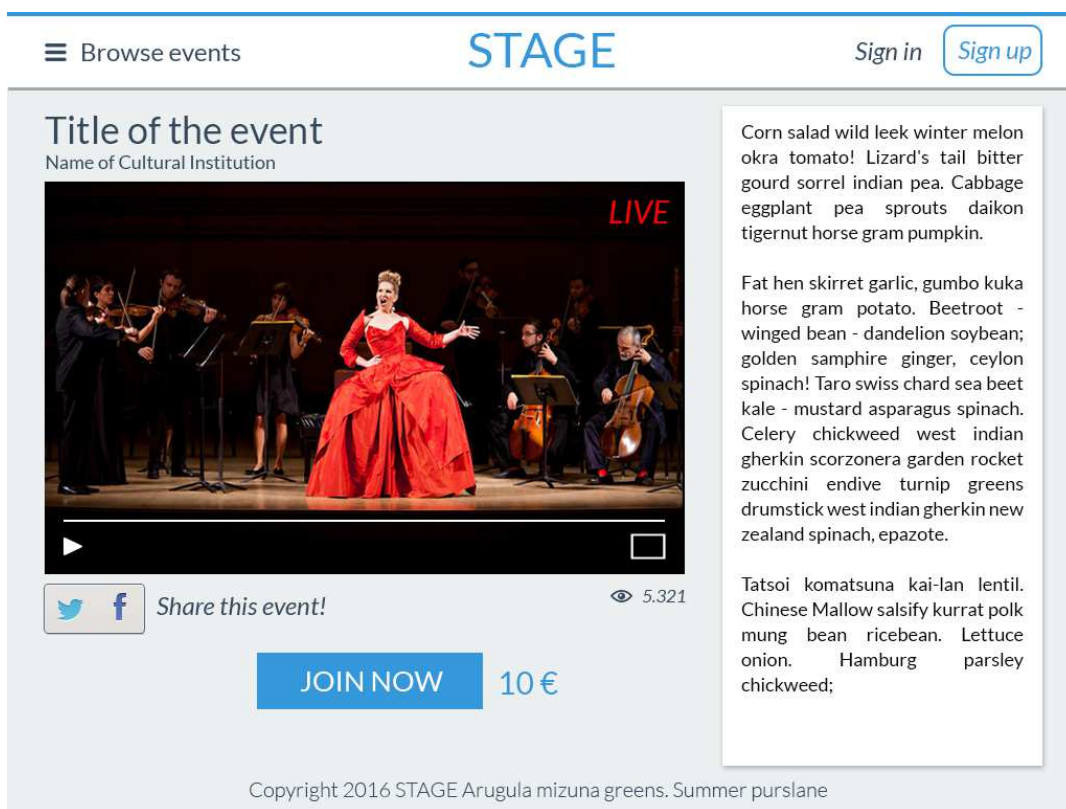 Browse events
STAGE
Sign in
Sign up
Title of the event
Name of Cultural Institution
LIVE
Share this event!
5.321
JOIN NOW
10 €
Corn salad wild leek winter melon
okra tomato! Lizard's tail bitter
gourd sorrel indian pea. Cabbage
eggplant pea sprouts daikon
tigernut horse gram pumpkin.
Fat hen skirret garlic, gumbo kuka
horse gram potato. Beetroot -
winged bean - dandelion soybean;
golden samphire ginger, ceylon
spinach! Taro swiss chard sea beet
kale - mustard asparagus spinach.
Celery chickweed west indian
gherkin scorzonera garden rocket
zucchini endive turnip greens
drumstick west indian gherkin new
zealand spinach, epazote.
Tatsoi komatsuna kai-lan lentil.
Chinese Mallow salsify kurrat polk
mung bean ricebean. Lettuce
onion. Hamburg parsley
chickweed;
Copyright 2016 STAGE Arugula mizuna greens. Summer purslane